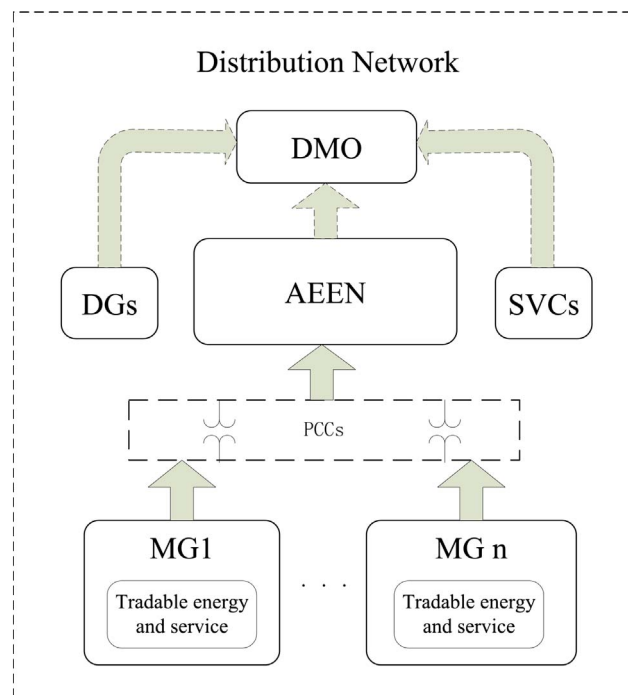 Distribution Network
DMO
AEEN
DGs
SVCs
PCCs
MG1
MG n
. . .
Tradable energy
and service
Tradable energy
and service